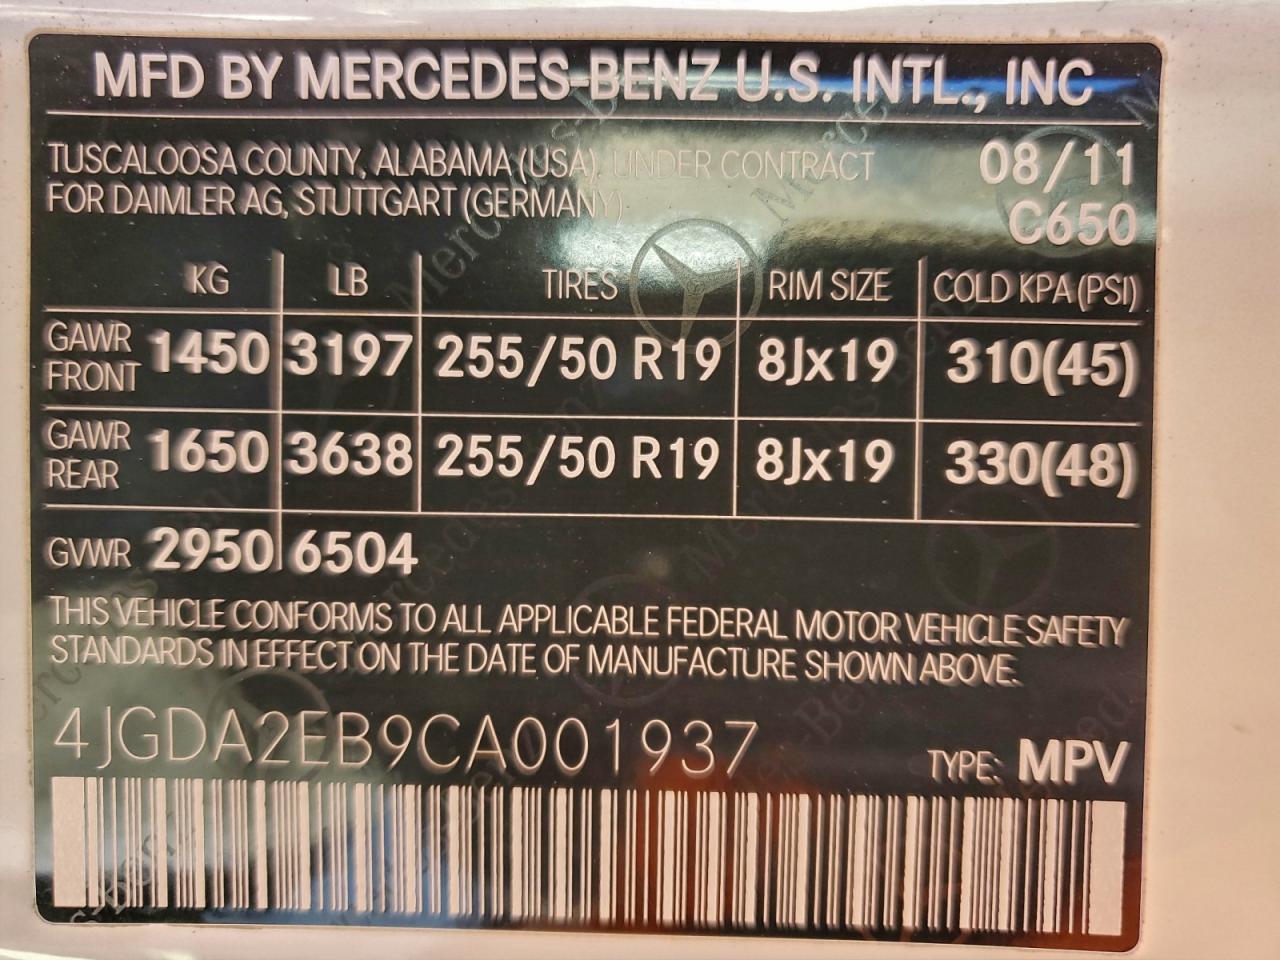 MFD BY MERCEDES-BENZ U.S. INTL., INC
TUSCALOOSA COUNTY, ALABAMA (USA), UNDER CONTRACT
FOR DAIMLER AG, STUTTGART (GERMANY)
08/11
C650
KG LB TIRES RIM SIZE COLD KPA (PSI)
GAWR FRONT 1450 3197 255/50 R19 8Jx19 310(45)
GAWR REAR 1650 3638 255/50 R19 8Jx19 330(48)
GVWR 2950 6504
THIS VEHICLE CONFORMS TO ALL APPLICABLE FEDERAL MOTOR VEHICLE SAFETY
STANDARDS IN EFFECT ON THE DATE OF MANUFACTURE SHOWN ABOVE.
4JGDA2EB9CA001937
TYPE: MPV